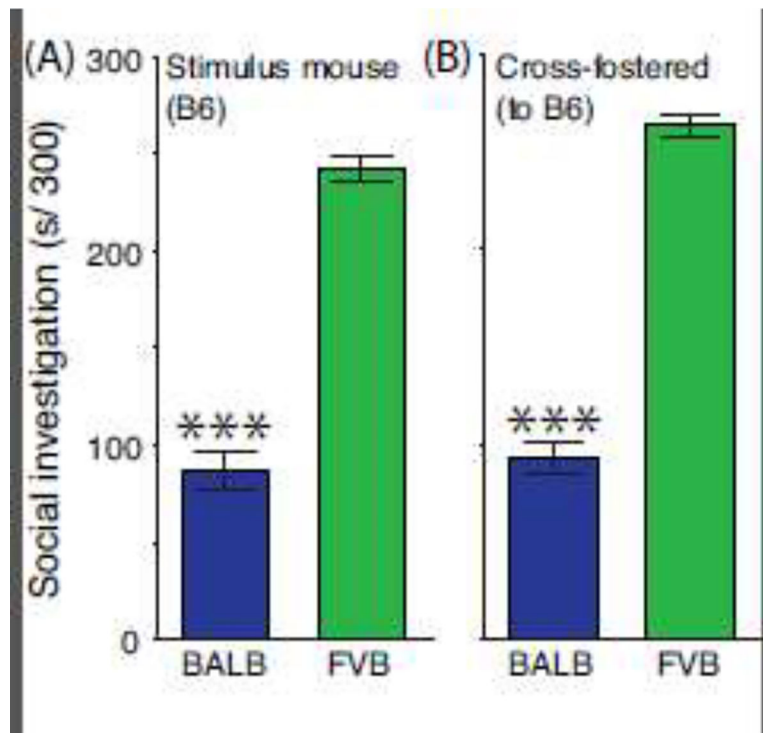 (A)
300
Stimulus mouse
(B6)
(B)
Cross-fostered
(to B6)
Social investigation (s/ 300)
200
***
***
100
0
BALB
FVB
BALB
FVB